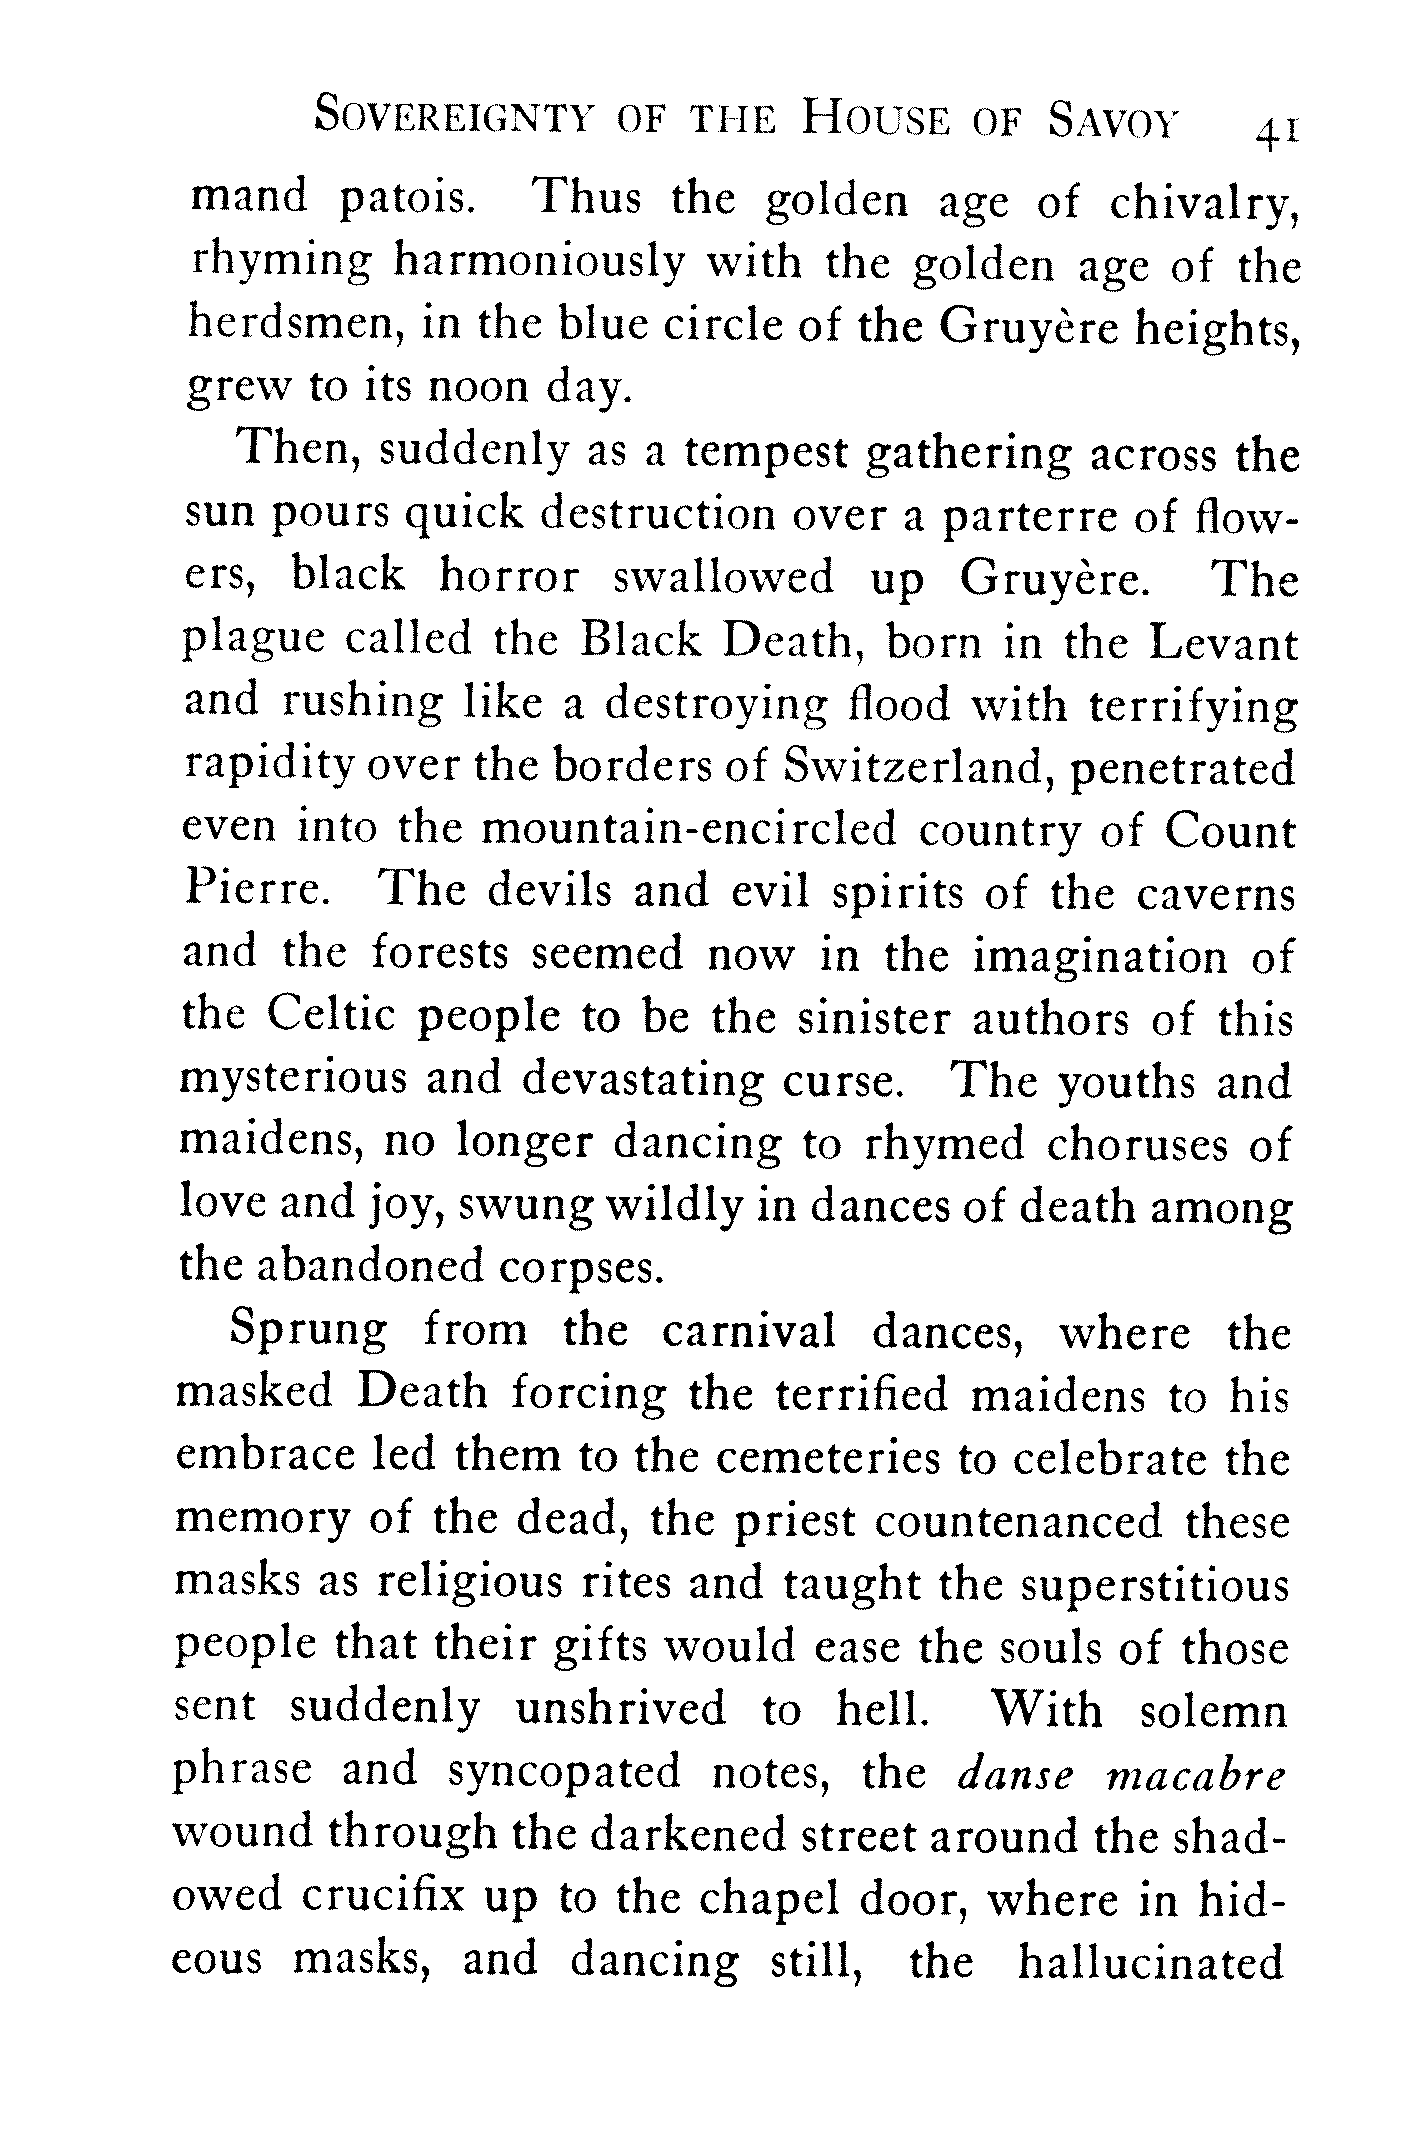 SOVEREIGNTY OF THE HOUSE OF SAVOY 41
mand patois. Thus the golden age of chivalry,
rhyming harmoniously with the golden age of the
herdsmen, in the blue circle of the Gruyère heights,
grew to its noon day.
Then, suddenly as a tempest gathering across the
sun pours quick destruction over a parterre of flow-
ers, black horror swallowed up Gruyère. The
plague called the Black Death, born in the Levant
and rushing like a destroying flood with terrifying
rapidity over the borders of Switzerland, penetrated
even into the mountain-encircled country of Count
Pierre. The devils and evil spirits of the caverns
and the forests seemed now in the imagination of
the Celtic people to be the sinister authors of this
mysterious and devastating curse. The youths and
maidens, no longer dancing to rhymed choruses of
love and joy, swung wildly in dances of death among
the abandoned corpses.
Sprung from the carnival dances, where the
masked Death forcing the terrified maidens to his
embrace led them to the cemeteries to celebrate the
memory of the dead, the priest countenanced these
masks as religious rites and taught the superstitious
people that their gifts would ease the souls of those
sent suddenly unshrived to hell. With solemn
phrase and syncopated notes, the danse macabre
wound through the darkened street around the shad-
owed crucifix up to the chapel door, where in hid-
eous masks, and dancing still, the hallucinated